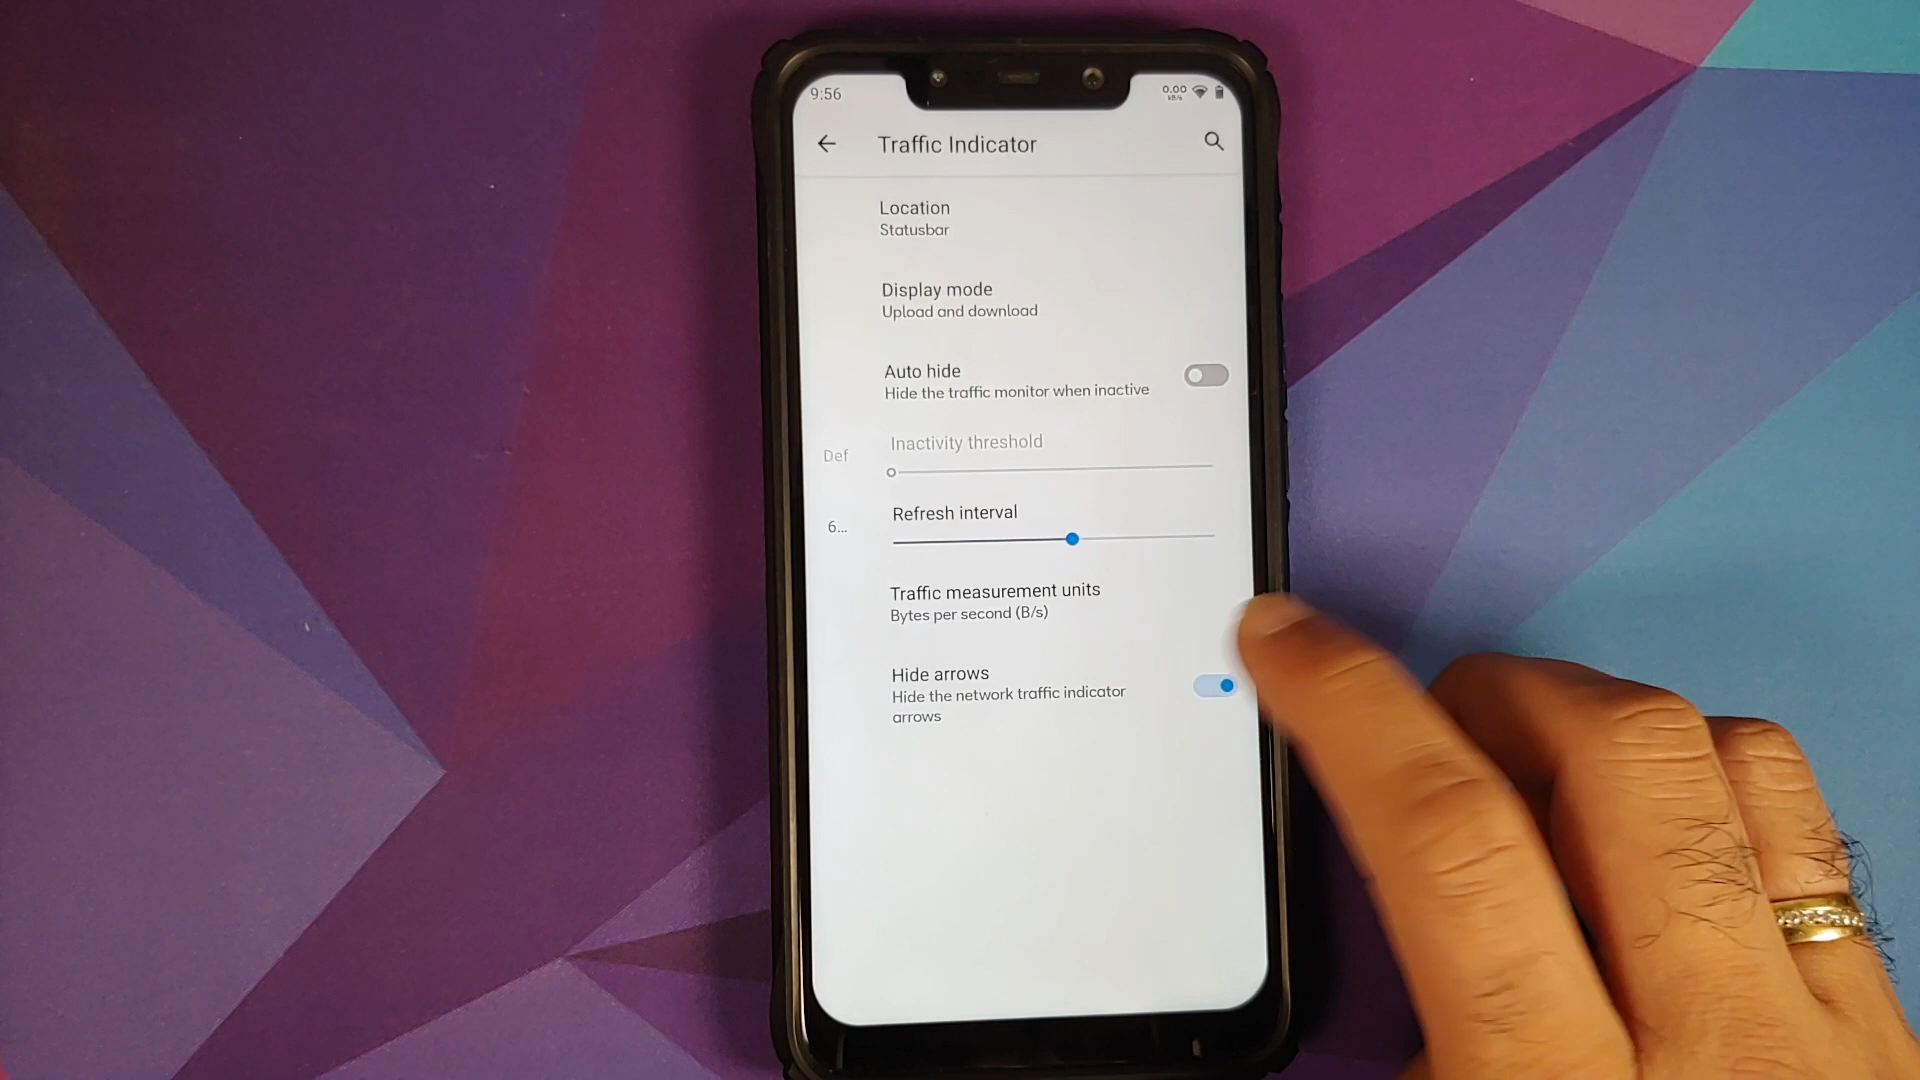 9:56
0.00
kB/s
Traffic Indicator
Location
Statusbar
Display mode
Upload and download
Auto hide
Hide the traffic monitor when inactive
Def
Inactivity threshold
6...
Refresh interval
Traffic measurement units
Bytes per second (B/s)
Hide arrows
Hide the network traffic indicator
arrows